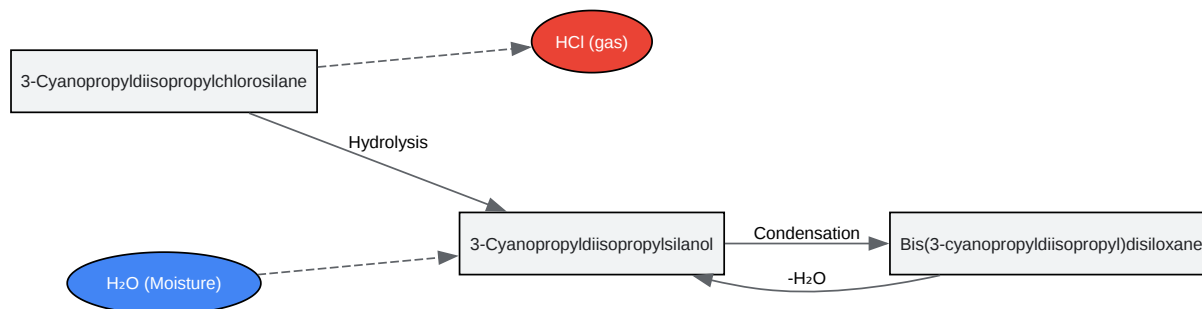 HCl (gas)
3-Cyanopropyldiisopropylchlorosilane
Hydrolysis
3-Cyanopropyldiisopropylsilanol
Condensation
Bis(3-cyanopropyldiisopropyl)disiloxane
H₂O (Moisture)
-H₂O